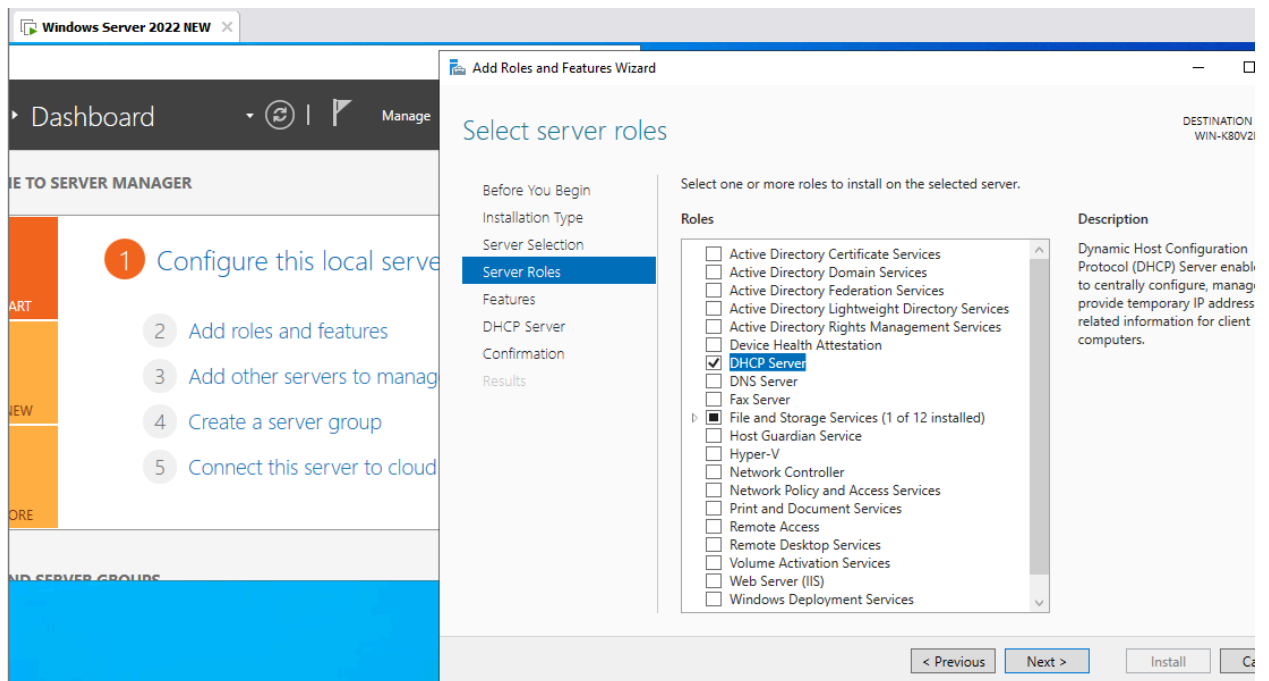 Windows Server 2022 NEW
Add Roles and Features Wizard
Dashboard
Manage
TO SERVER MANAGER
1 Configure this local serve
2 Add roles and features
3 Add other servers to manag
4 Create a server group
5 Connect this server to cloud
ART
ORE
AND SERVER GROUPS
Select server roles
DESTINATION
WIN-K80V2
Before You Begin
Installation Type
Server Selection
Server Roles
Features
DHCP Server
Confirmation
Results
Select one or more roles to install on the selected server.
Roles
Active Directory Certificate Services
Active Directory Domain Services
Active Directory Federation Services
Active Directory Lightweight Directory Services
Active Directory Rights Management Services
Device Health Attestation
DHCP Server
DNS Server
Fax Server
File and Storage Services (1 of 12 installed)
Host Guardian Service
Hyper-V
Network Controller
Network Policy and Access Services
Print and Document Services
Remote Access
Remote Desktop Services
Volume Activation Services
Web Server (IIS)
Windows Deployment Services
Description
Dynamic Host Configuration
Protocol (DHCP) Server enabl
to centrally configure, manag
provide temporary IP address
related information for client
computers.
< Previous
Next >
Install
Ca